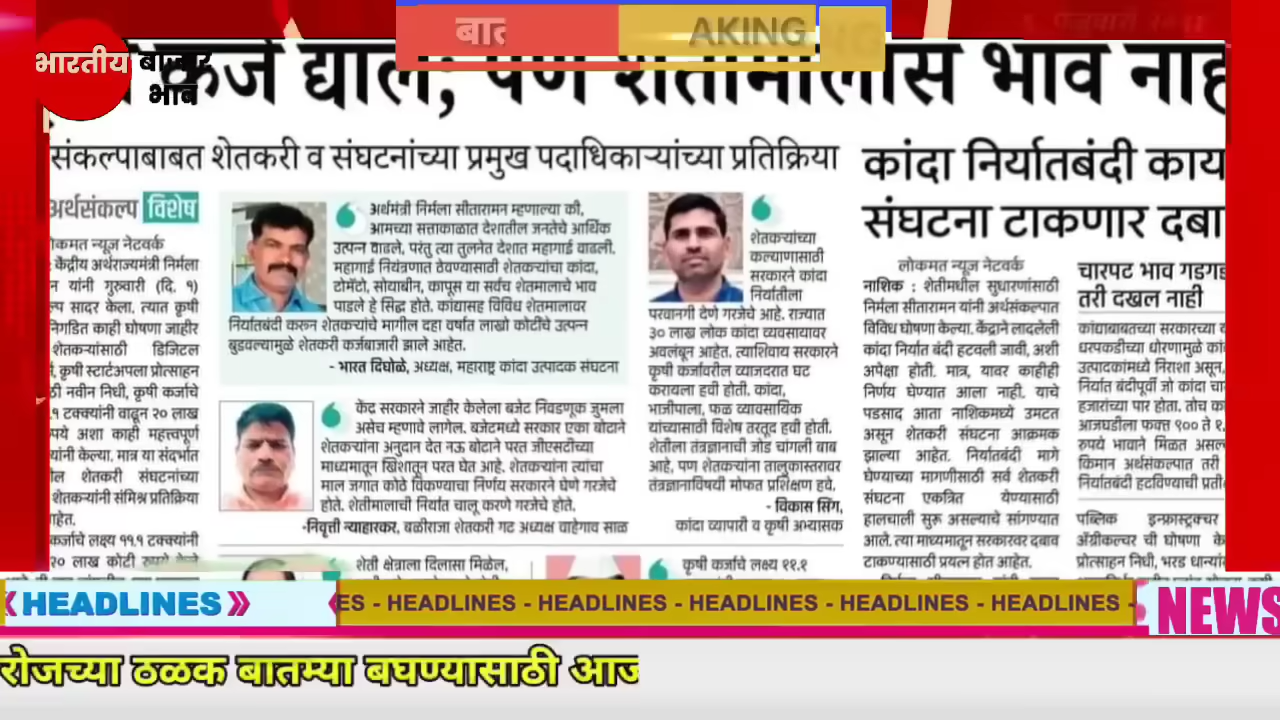 भारतीय
बाजार
भाव
AKING
कर्ज द्याल; पण शेतीमालास भाव नाह
संकल्पाबाबत शेतकरी व संघटनांच्या प्रमुख पदाधिकाऱ्यांच्या प्रतिक्रिया
अर्थसंकल्प विशेष
लोकमत न्यूज नेटवर्क
: केंद्रीय अर्थराज्यमंत्री निर्मला
न यांनी गुरुवारी (दि. १)
ल्प सादर केला. त्यात कृषी
निगडित काही घोषणा जाहीर
शेतकऱ्यांसाठी डिजिटल
कृषी स्टार्टअपला प्रोत्साहन
ठी नवीन निधी, कृषी कर्जाचे
.१ टक्क्यांनी वाढून २० लाख
पये अशा काही महत्त्वपूर्ण
यांनी केल्या. मात्र या संदर्भात
ील शेतकरी संघटनांच्या
शेतकऱ्यांनी संमिश्र प्रतिक्रिया
आहेत.
कर्जाचे लक्ष्य ११.१ टक्क्यांनी
२० लाख कोटी रुपये केले
अर्थमंत्री निर्मला सीतारामन म्हणाल्या की,
आमच्या सत्ताकाळात देशातील जनतेचे आर्थिक
उत्पन्न वाढले, परंतु त्या तुलनेत देशात महागाई वाढली.
महागाई नियंत्रणात ठेवण्यासाठी शेतकऱ्यांचा कांदा,
टोमॅटो, सोयाबीन, कापूस या सर्वच शेतमालाचे भाव
पाडले हे सिद्ध होते. कांद्यासह विविध शेतमालावर
निर्यातबंदी करून शेतकऱ्यांचे मागील दहा वर्षात लाखो कोटींचे उत्पन्न
बुडवल्यामुळे शेतकरी कर्जबाजारी झाले आहेत.
- भारत दिघोळे, अध्यक्ष, महाराष्ट्र कांदा उत्पादक संघटना
केंद्र सरकारने जाहीर केलेला बजेट निवडणूक जुमला
असेच म्हणावे लागेल. बजेटमध्ये सरकार एका बोटाने
शेतकऱ्यांना अनुदान देत नऊ बोटाने परत जीएसटीच्या
माध्यमातून खिशातून परत घेत आहे. शेतकऱ्यांना त्यांचा
माल जगात कोठे विकण्याचा निर्णय सरकारने घेणे गरजेचे
होते. शेतीमालाची निर्यात चालू करणे गरजेचे होते.
-निवृत्ती न्याहारकर, बळीराजा शेतकरी गट अध्यक्ष वाहेगाव साळ
शेती क्षेत्राला दिलासा मिळेल,
शेतकऱ्यांच्या
कल्याणासाठी
सरकारने कांदा
निर्यातीला
परवानगी देणे गरजेचे आहे. राज्यात
३० लाख लोक कांदा व्यवसायावर
अवलंबून आहेत. त्याशिवाय सरकारने
कृषी कर्जावरील व्याजदरात घट
करायला हवी होती. कांदा,
भाजीपाला, फळ व्यावसायिक
यांच्यासाठी विशेष तरतूद हवी होती.
शेतीला तंत्रज्ञानाची जोड चांगली बाब
आहे, पण शेतकऱ्यांना तालुकास्तरावर
तंत्रज्ञानाविषयी मोफत प्रशिक्षण हवे.
- विकास सिंग,
कांदा व्यापारी व कृषी अभ्यासक
कृषी कर्जाचे लक्ष्य ११.१
कांदा निर्यातबंदी काय
संघटना टाकणार दबा
लोकमत न्यूज नेटवर्क
नाशिक : शेतीमधील सुधारणांसाठी
निर्मला सीतारामन यांनी अर्थसंकल्पात
विविध घोषणा केल्या. केंद्राने लादलेली
कांदा निर्यात बंदी हटवली जावी, अशी
अपेक्षा होती. मात्र, यावर काहीही
निर्णय घेण्यात आला नाही. याचे
पडसाद आता नाशिकमध्ये उमटत
असून शेतकरी संघटना आक्रमक
झाल्या आहेत. निर्यातबंदी मागे
घेण्याच्या मागणीसाठी सर्व शेतकरी
संघटना एकत्रित येण्यासाठी
हालचाली सुरू असल्याचे सांगण्यात
आले. त्या माध्यमातून सरकारवर दबाव
टाकण्यासाठी प्रयत्न होत आहेत.
चारपट भाव गडगड
तरी दखल नाही
कांद्याबाबतच्या सरकारच्या
धरपकडीच्या धोरणामुळे कां
उत्पादकांमध्ये निराशा असून,
निर्यात बंदीपूर्वी जो कांदा चा
हजारांच्या पार होता. तोच क
आजघडीला फक्त ९०० ते १,
रुपये भावाने मिळत असल
किमान अर्थसंकल्पात तरी
निर्यातबंदी हटविण्याची प्रती
पब्लिक इन्फ्रास्ट्रक्चर
ॲग्रीकल्चर ची घोषणा के
प्रोत्साहन निधी, भरड धान्यां
HEADLINES
ES - HEADLINES - HEADLINES - HEADLINES - HEADLINES - HEADLINES -
NEWS
रोजच्या ठळक बातम्या बघण्यासाठी आज